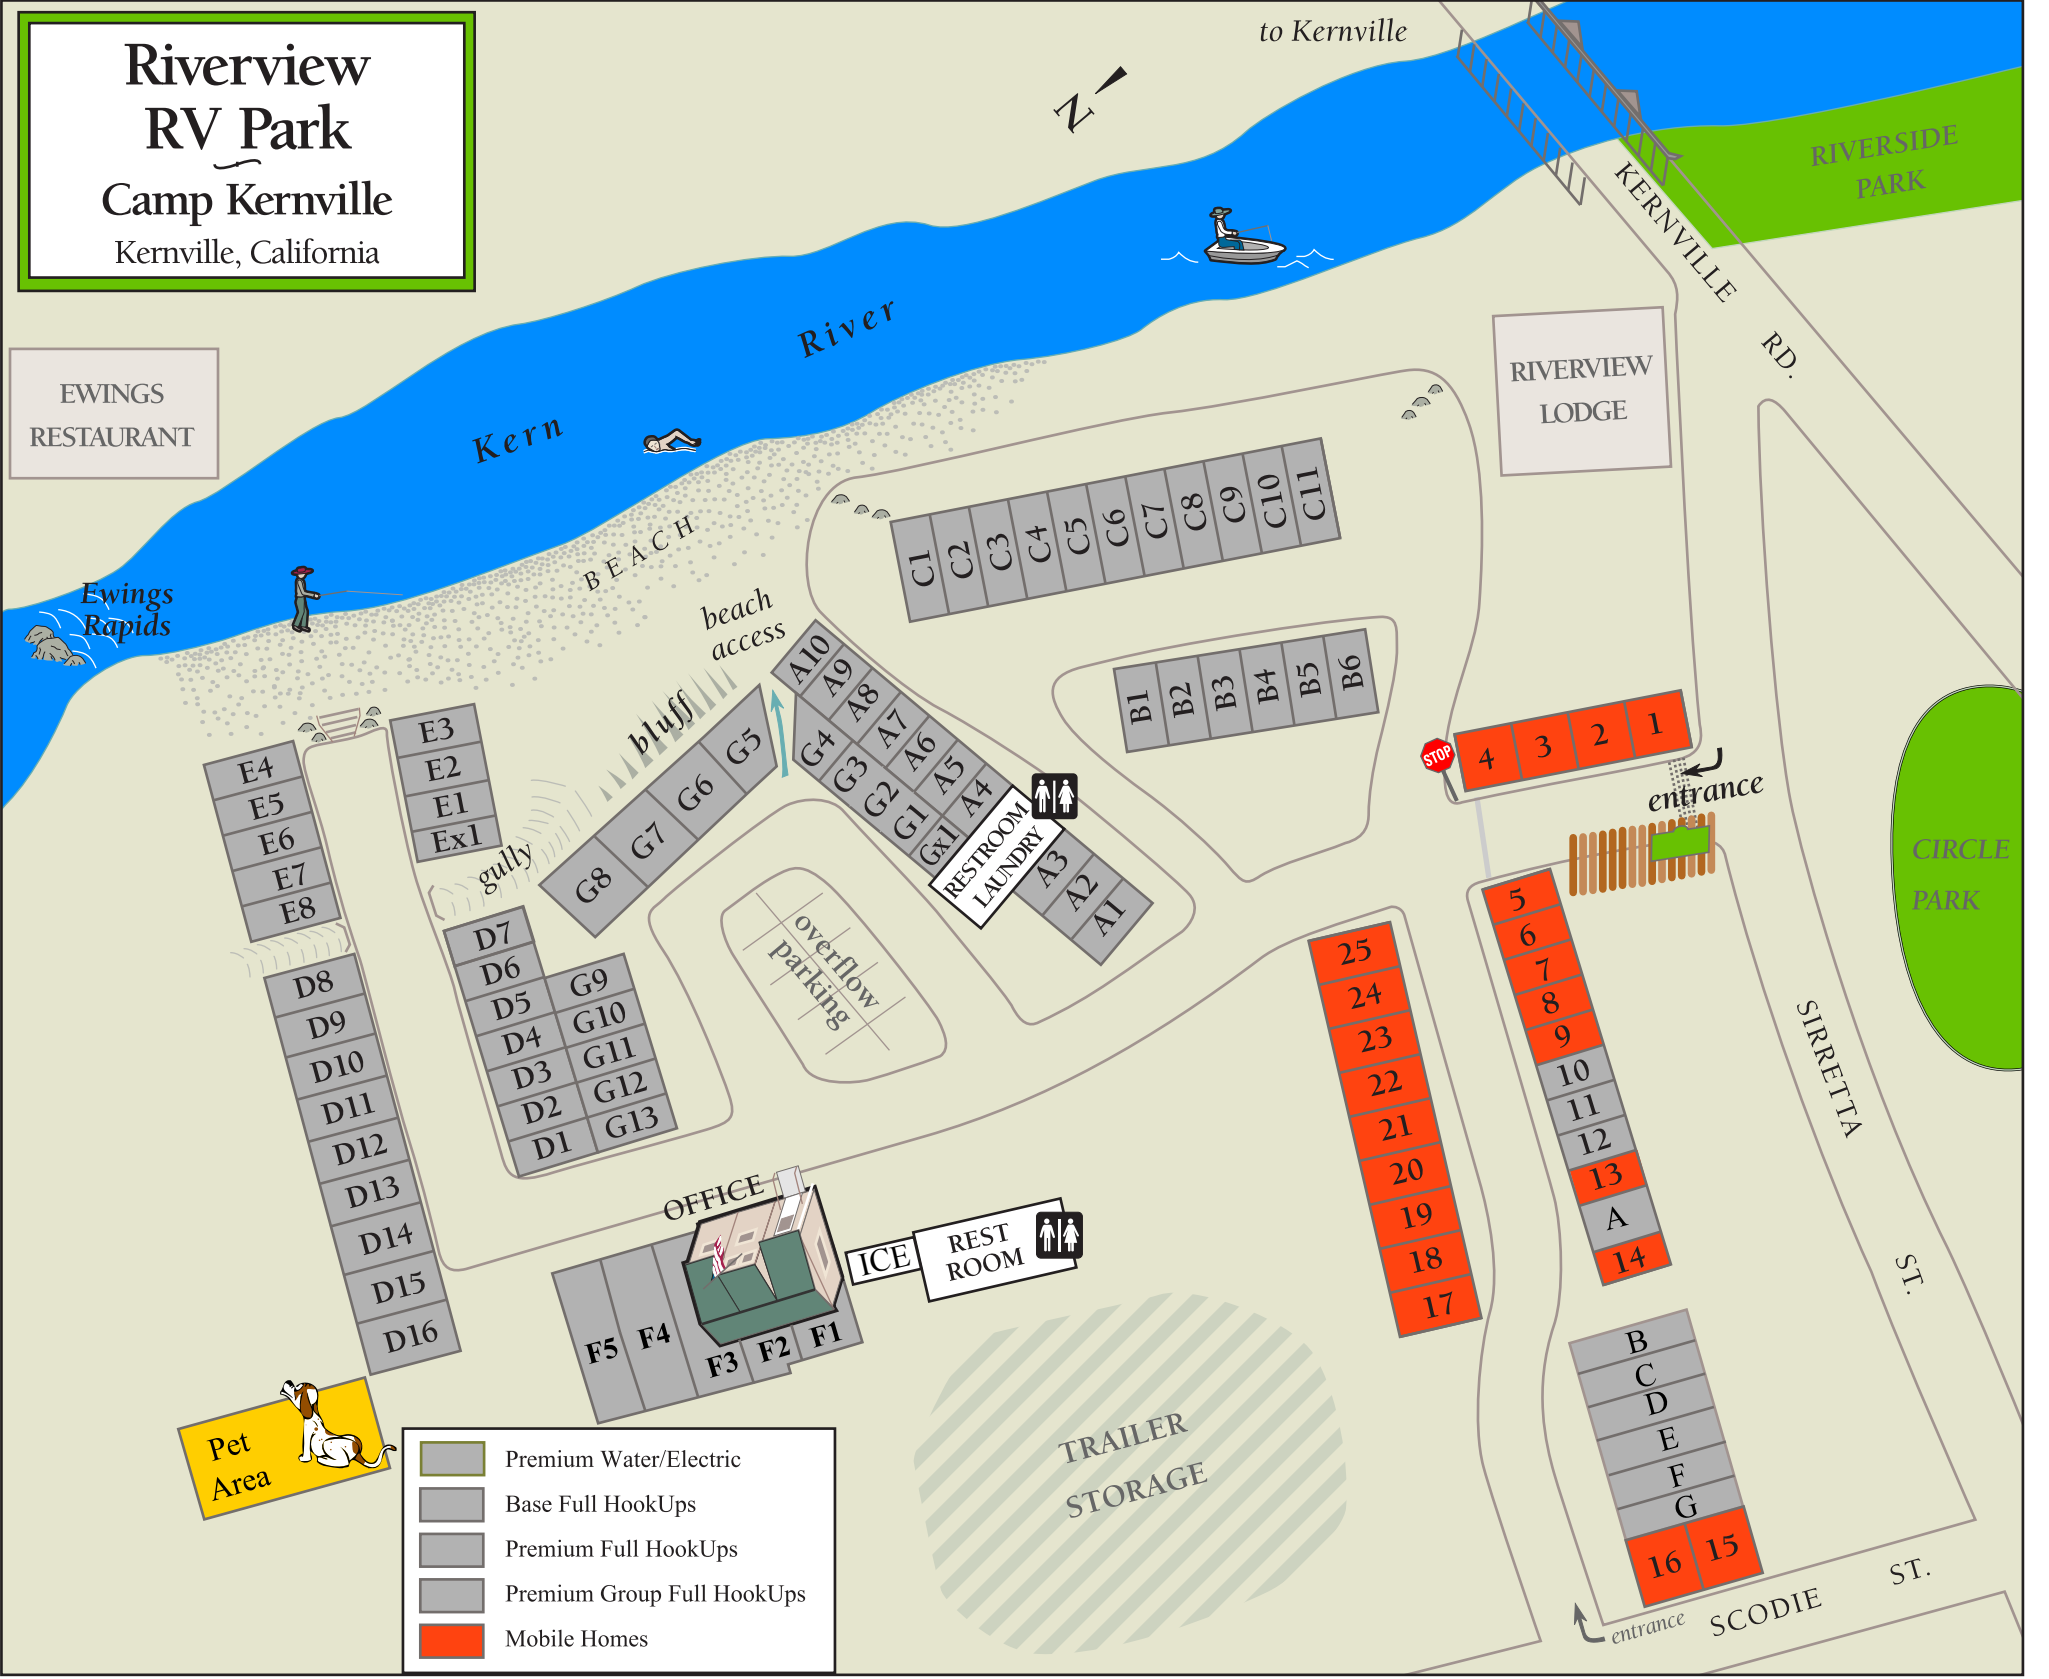 Riverview
RV Park
Camp Kernville
Kernville, California
to Kernville
N
RIVERSIDE
PARK
KERNVILLE
RD.
Kern
River
EWINGS
RESTAURANT
RIVERVIEW
LODGE
Ewings
Rapids
BEACH
beach
access
bluff
gully
C1
C2
C3
C4
C5
C6
C7
C8
C9
C10
C11
B1
B2
B3
B4
B5
B6
A10
A9
A8
A7
A6
A5
A4
RESTROOM
LAUNDRY
A3
A2
A1
G4
G3
G2
G1
Gx1
G5
G6
G7
G8
E3
E2
E1
Ex1
E4
E5
E6
E7
E8
D7
D6
D5
D4
D3
D2
D1
G9
G10
G11
G12
G13
D8
D9
D10
D11
D12
D13
D14
D15
D16
overflow
parking
STOP
4
3
2
1
entrance
CIRCLE
PARK
5
6
7
8
9
10
11
12
13
A
14
25
24
23
22
21
20
19
18
17
SIRRETTA
ST.
OFFICE
ICE
REST
ROOM
F5
F4
F3
F2
F1
B
C
D
E
F
G
16
15
TRAILER
STORAGE
Pet
Area
Premium Water/Electric
Base Full HookUps
Premium Full HookUps
Premium Group Full HookUps
Mobile Homes
entrance
SCODIE
ST.